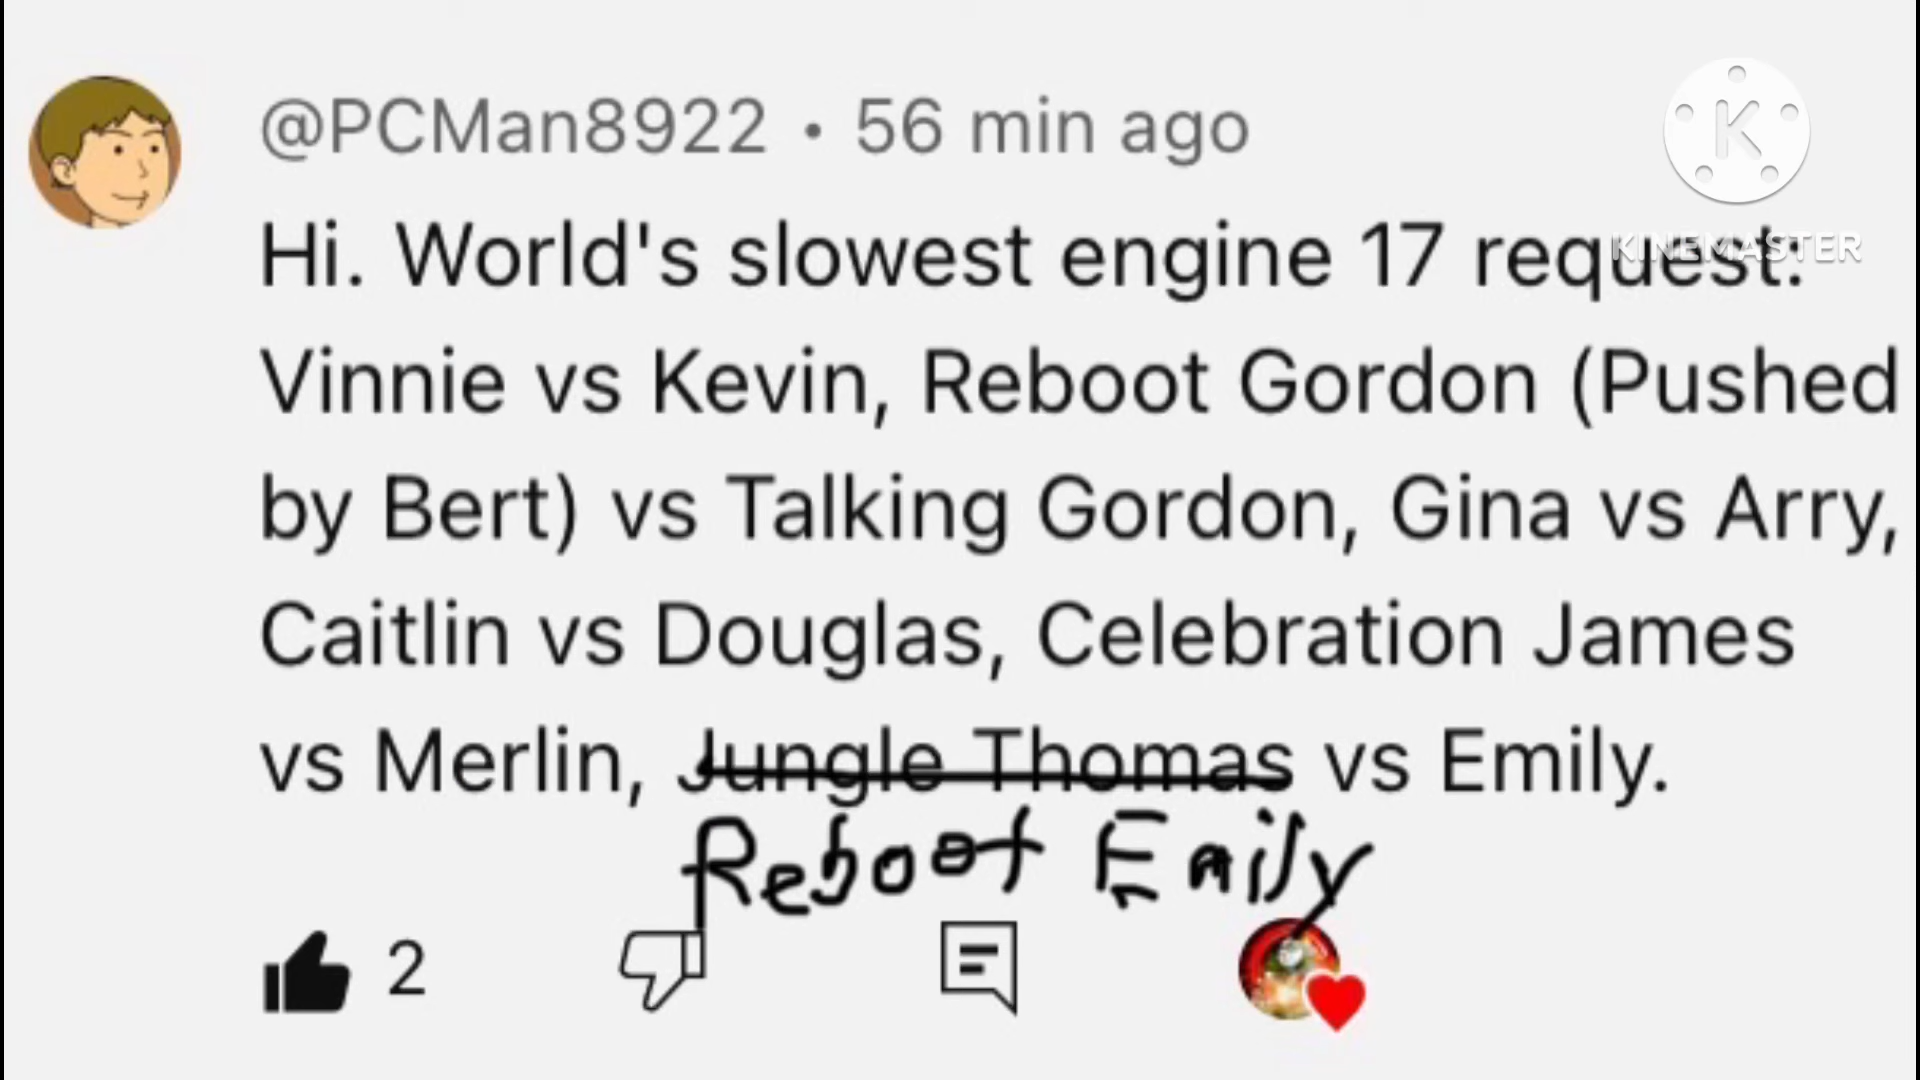 @PCMan8922 • 56 min ago
K
KINEMASTER
Hi. World's slowest engine 17 request:
Vinnie vs Kevin, Reboot Gordon (Pushed
by Bert) vs Talking Gordon, Gina vs Arry,
Caitlin vs Douglas, Celebration James
vs Merlin, Jungle Thomas vs Emily.
Reboot Emily
2